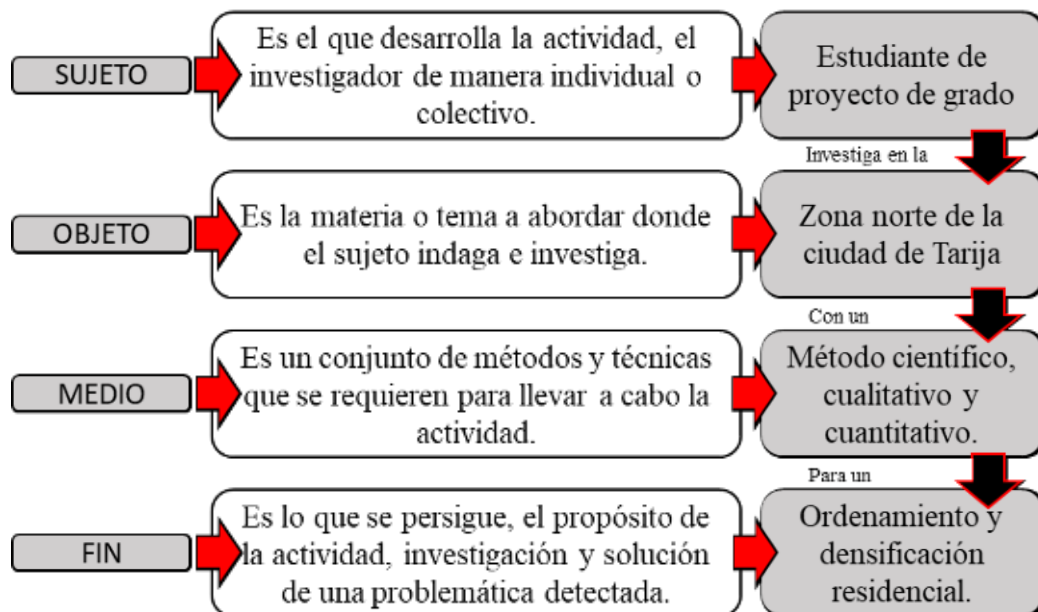 SUJETO
Es el que desarrolla la actividad, el
investigador de manera individual o
colectivo.
Estudiante de
proyecto de grado
Investiga en la
OBJETO
Es la materia o tema a abordar donde
el sujeto indaga e investiga.
Zona norte de la
ciudad de Tarija
Con un
MEDIO
Es un conjunto de métodos y técnicas
que se requieren para llevar a cabo la
actividad.
Método científico,
cualitativo y
cuantitativo.
Para un
FIN
Es lo que se persigue, el propósito de
la actividad, investigación y solución
de una problemática detectada.
Ordenamiento y
densificación
residencial.